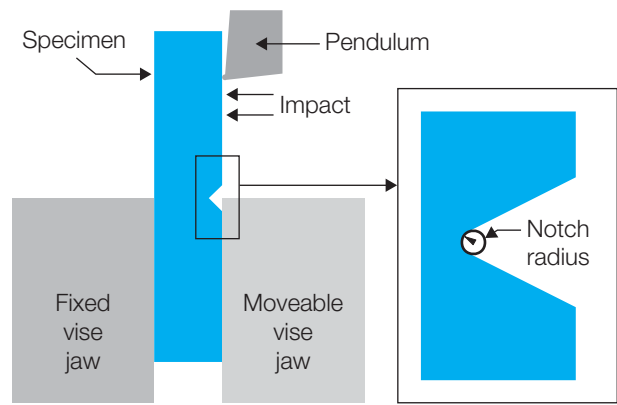 Specimen
Pendulum
Impact
Notch
radius
Fixed
vise
jaw
Moveable
vise
jaw